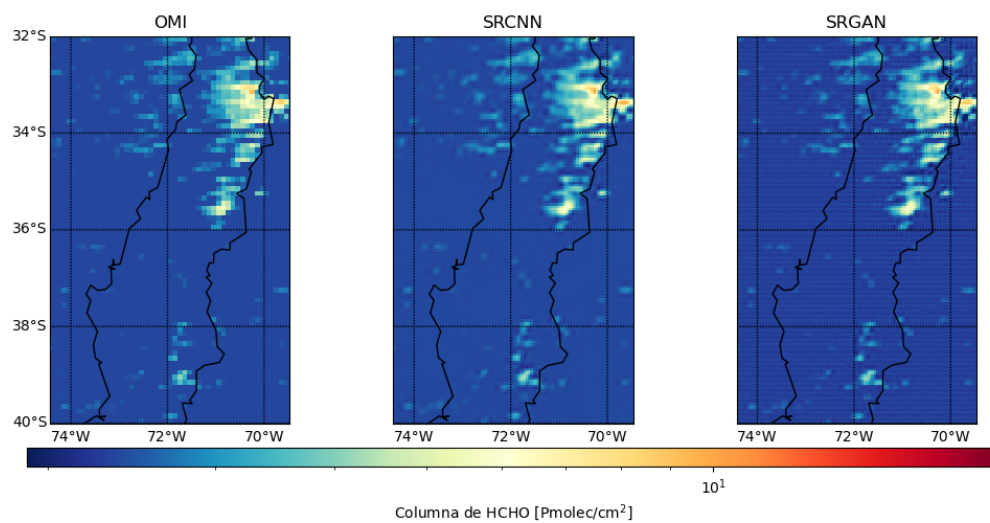 OMI SRCNN SRGAN
32°S
34°S
36°S
38°S
40°S
74°W 72°W 70°W 74°W 72°W 70°W 74°W 72°W 70°W
10¹
Columna de HCHO [Pmolec/cm²]